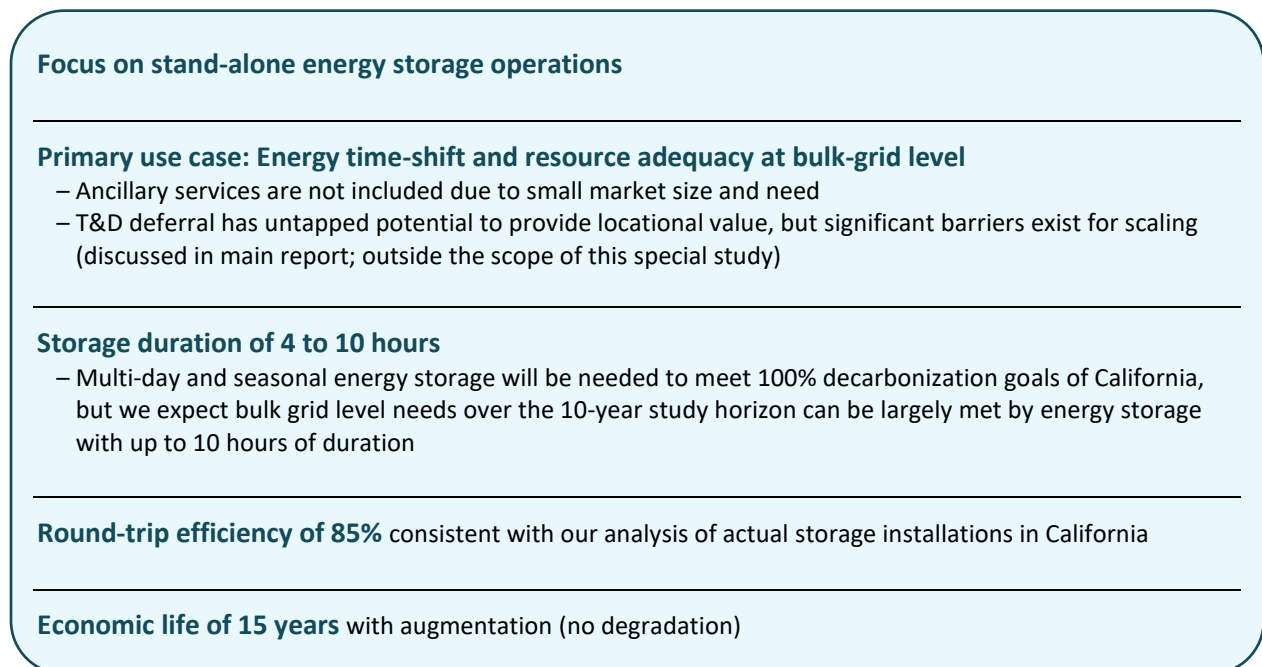 Focus on stand-alone energy storage operations
Primary use case: Energy time-shift and resource adequacy at bulk-grid level
– Ancillary services are not included due to small market size and need
– T&D deferral has untapped potential to provide locational value, but significant barriers exist for scaling
(discussed in main report; outside the scope of this special study)
Storage duration of 4 to 10 hours
– Multi-day and seasonal energy storage will be needed to meet 100% decarbonization goals of California,
but we expect bulk grid level needs over the 10-year study horizon can be largely met by energy storage
with up to 10 hours of duration
Round-trip efficiency of 85% consistent with our analysis of actual storage installations in California
Economic life of 15 years with augmentation (no degradation)